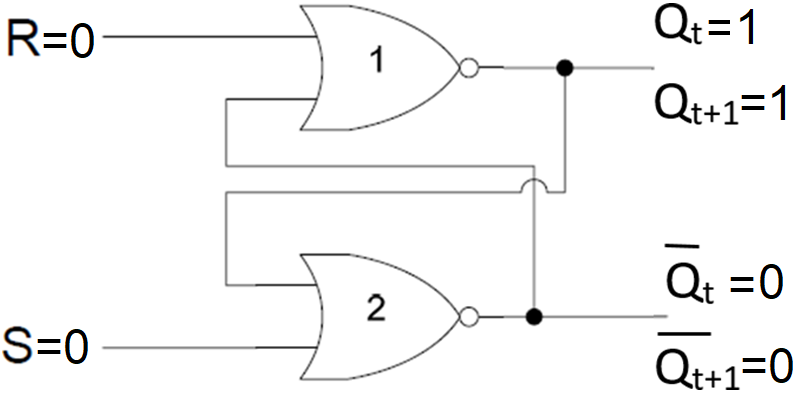 R=0
1
Qt=1
Qt+1=1
2
Q̅t =0
S=0
Q̅t+1=0